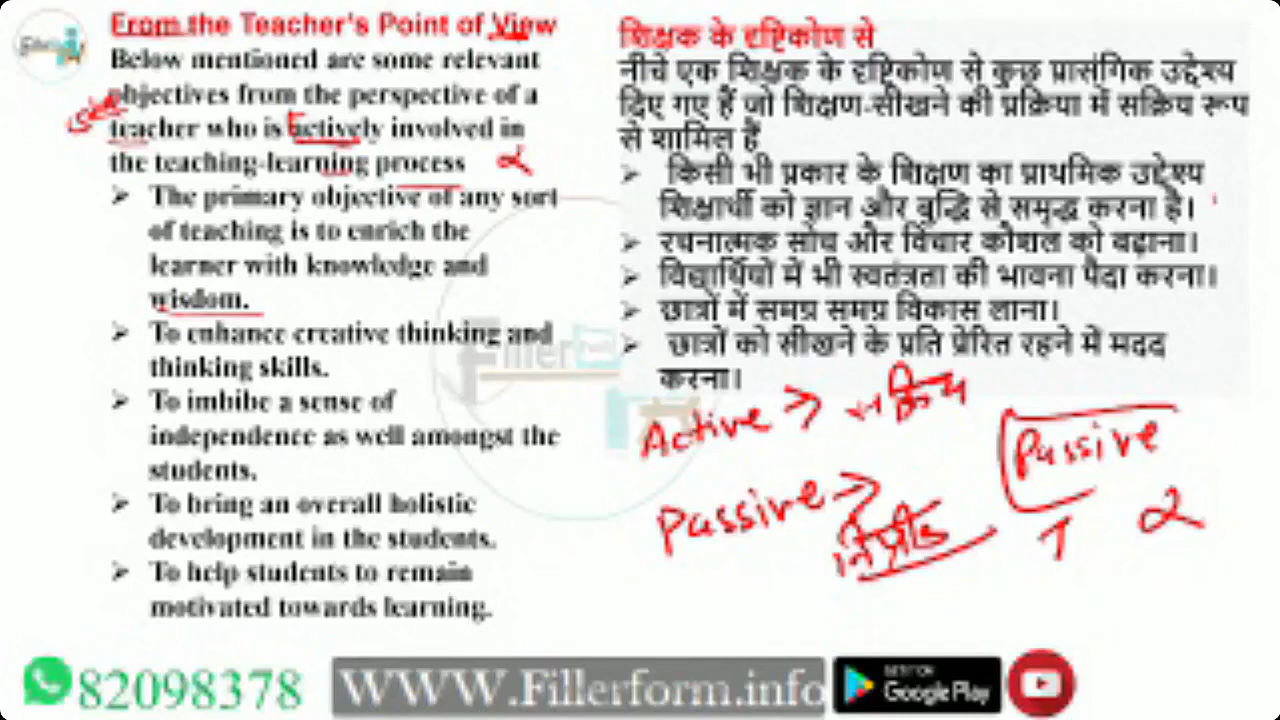 From the Teacher's Point of View
Below mentioned are some relevant
objectives from the perspective of a
teacher who is actively involved in
the teaching-learning process
➢ The primary objective of any sort
of teaching is to enrich the
learner with knowledge and
wisdom.
➢ To enhance creative thinking and
thinking skills.
➢ To imbibe a sense of
independence as well amongst the
students.
➢ To bring an overall holistic
development in the students.
➢ To help students to remain
motivated towards learning.
शिक्षक के दृष्टिकोण से
नीचे एक शिक्षक के दृष्टिकोण से कुछ प्रासंगिक उद्देश्य
दिए गए हैं जो शिक्षण-सीखने की प्रक्रिया में सक्रिय रूप
से शामिल हैं
➢ किसी भी प्रकार के शिक्षण का प्राथमिक उद्देश्य
शिक्षार्थी को ज्ञान और बुद्धि से समृद्ध करना है।
➢ रचनात्मक सोच और विचार कौशल को बढ़ाना।
➢ विद्यार्थियों में भी स्वतंत्रता की भावना पैदा करना।
➢ छात्रों में समग्र समग्र विकास लाना।
➢ छात्रों को सीखने के प्रति प्रेरित रहने में मदद
करना।
Active → सक्रिय
Passive →
Passive
Filler
82098378
WWW.Fillerform.info
GET IT ON
Google Play